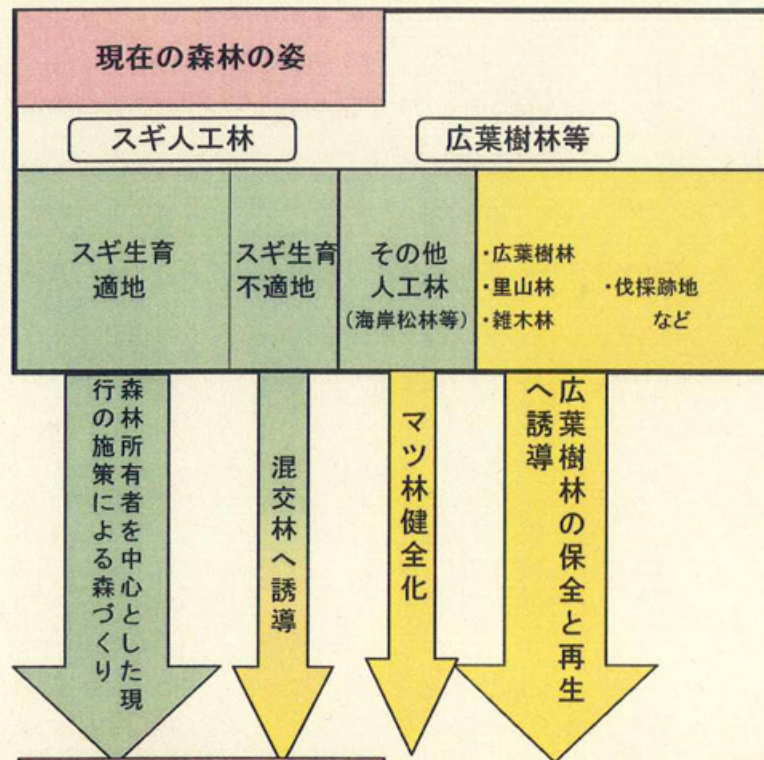 現在の森林の姿
スギ人工林
広葉樹林等
スギ生育
適地
スギ生育
不適地
その他
人工林
(海岸松林等)
・広葉樹林
・里山林
・雑木林
・伐採跡地
など
森林所有者を中心とした現
行の施策による森づくり
混交林へ誘導
マツ林健全化
広葉樹林の保全と再生
へ誘導